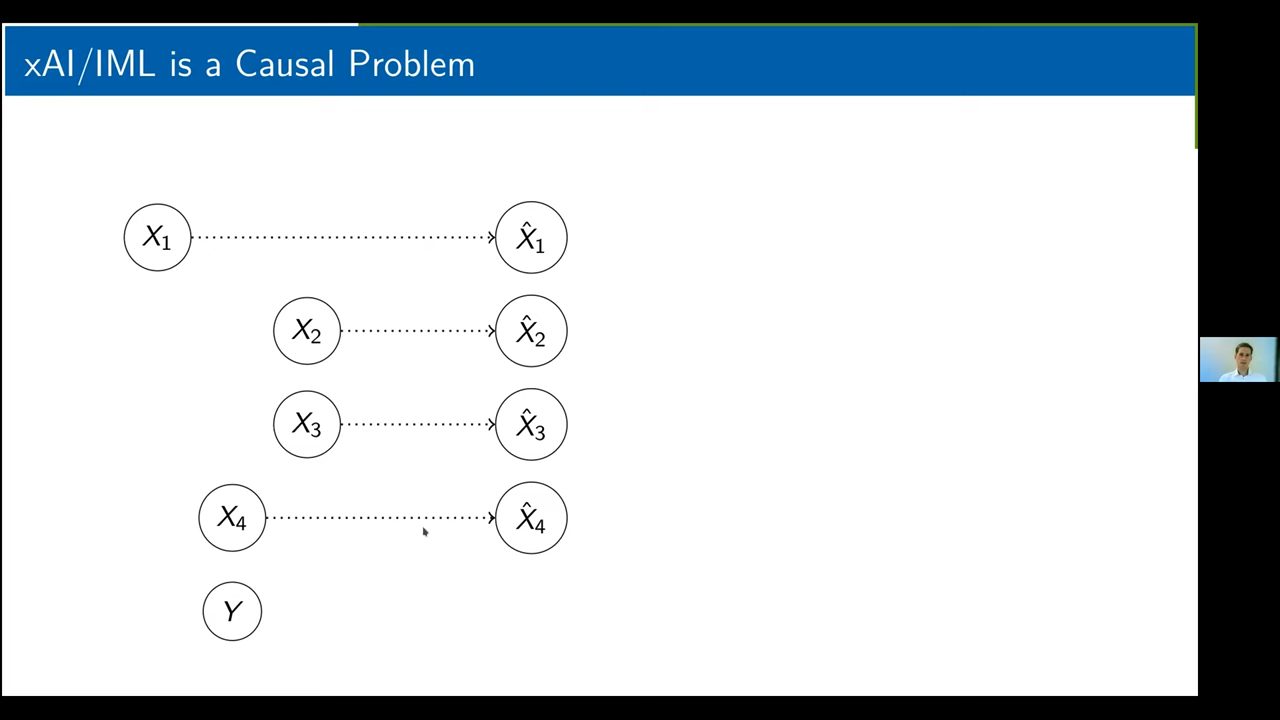 xAI/IML is a Causal Problem
X₁ X̂₁
X₂ X̂₂
X₃ X̂₃
X₄ X̂₄
Y